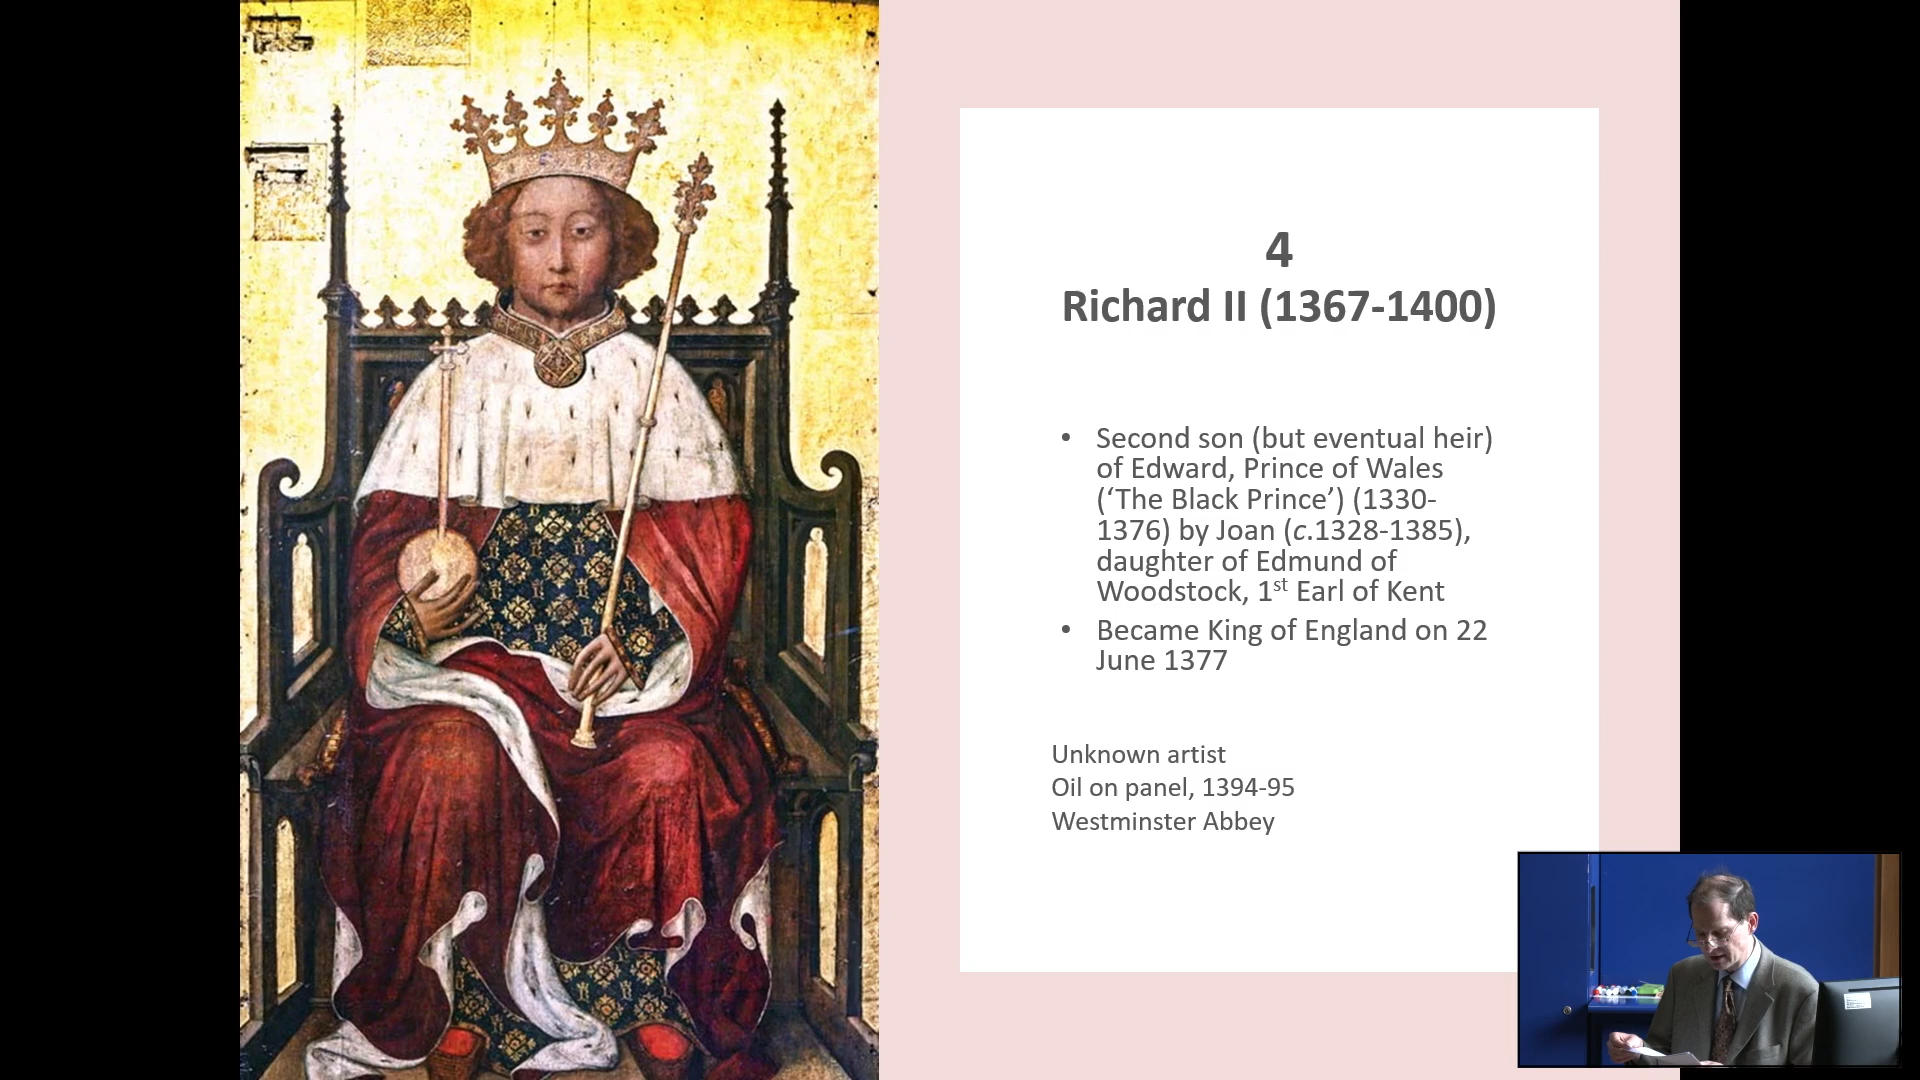 4
Richard II (1367-1400)
• Second son (but eventual heir)
of Edward, Prince of Wales
(‘The Black Prince’) (1330-
1376) by Joan (c.1328-1385),
daughter of Edmund of
Woodstock, 1st Earl of Kent
• Became King of England on 22
June 1377
Unknown artist
Oil on panel, 1394-95
Westminster Abbey